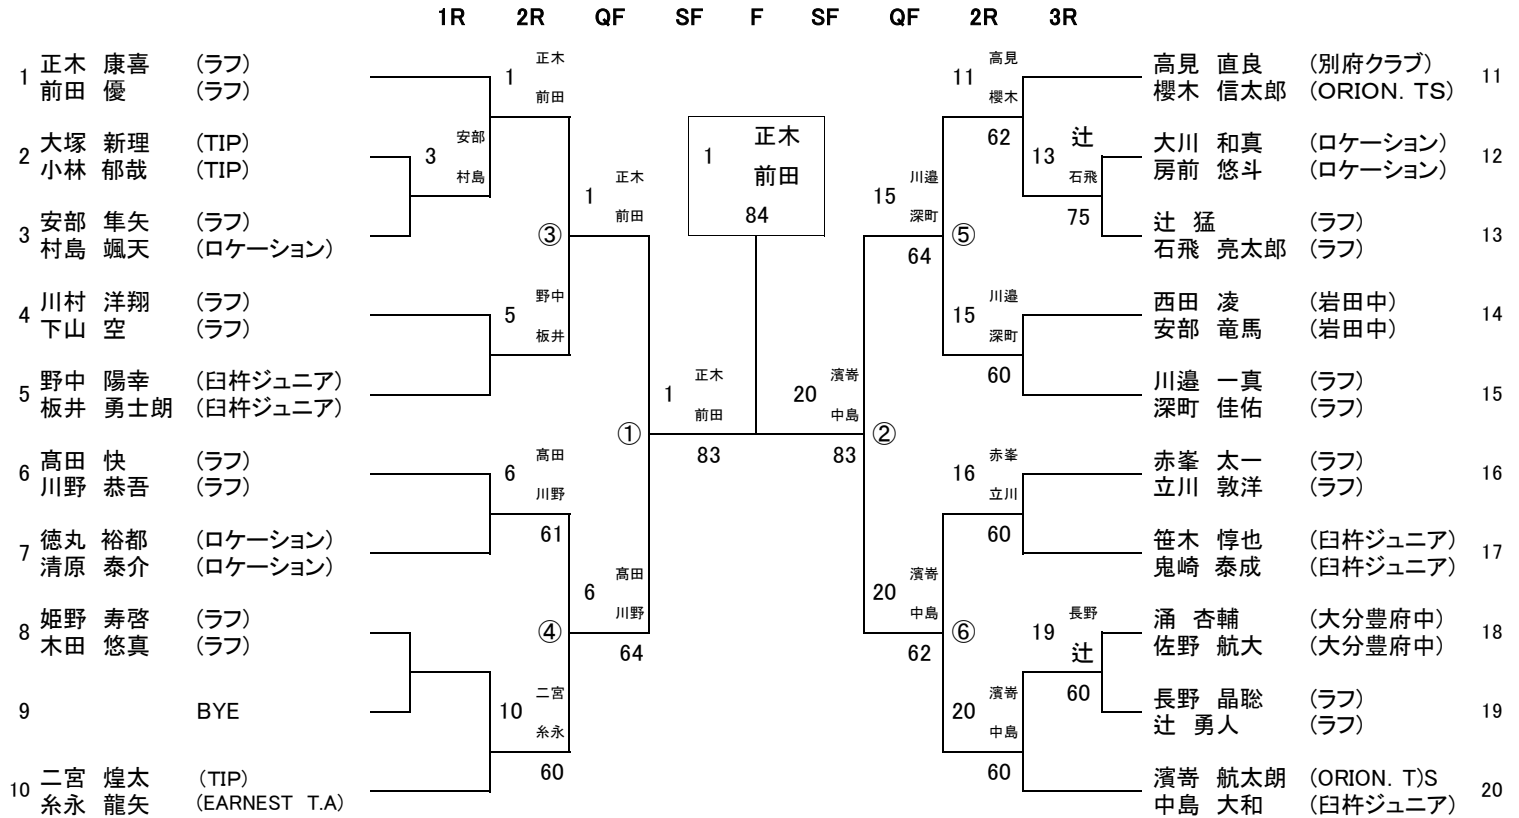 1R 2R QF SF F SF QF 2R 3R
1 正木 康喜 (ラフ)
前田 優 (ラフ)
2 大塚 新理 (TIP)
小林 郁哉 (TIP)
3 安部 隼矢 (ラフ)
村島 颯天 (ロケーション)
4 川村 洋翔 (ラフ)
下山 空 (ラフ)
5 野中 陽幸 (臼杵ジュニア)
板井 勇士朗 (臼杵ジュニア)
6 髙田 快 (ラフ)
川野 恭吾 (ラフ)
7 徳丸 裕都 (ロケーション)
清原 泰介 (ロケーション)
8 姫野 寿啓 (ラフ)
木田 悠真 (ラフ)
9 BYE
10 二宮 煌太 (TIP)
糸永 龍矢 (EARNEST T.A)
3 安部
村島
1 正木
前田
5 野中
板井
6 髙田
川野
61
10 二宮
糸永
60
③
④
1 正木
前田
6 髙田
川野
64
①
1 正木
前田
83
1 正木
前田
84
20 濱嵜
中島
83
②
15 川邉
深町
64
20 濱嵜
中島
62
⑤
⑥
11 高見
櫻木
62
15 川邉
深町
60
16 赤峯
立川
60
20 濱嵜
中島
60
13 辻
石飛
75
19 長野
辻
60
高見 直良 (別府クラブ) 11
櫻木 信太郎 (ORION. TS)
大川 和真 (ロケーション) 12
房前 悠斗 (ロケーション)
辻 猛 (ラフ) 13
石飛 亮太郎 (ラフ)
西田 凌 (岩田中) 14
安部 竜馬 (岩田中)
川邉 一真 (ラフ) 15
深町 佳佑 (ラフ)
赤峯 太一 (ラフ) 16
立川 敦洋 (ラフ)
笹木 惇也 (臼杵ジュニア) 17
鬼崎 泰成 (臼杵ジュニア)
涌 杏輔 (大分豊府中) 18
佐野 航大 (大分豊府中)
長野 晶聡 (ラフ) 19
辻 勇人 (ラフ)
濱嵜 航太朗 (ORION. T)S 20
中島 大和 (臼杵ジュニア)